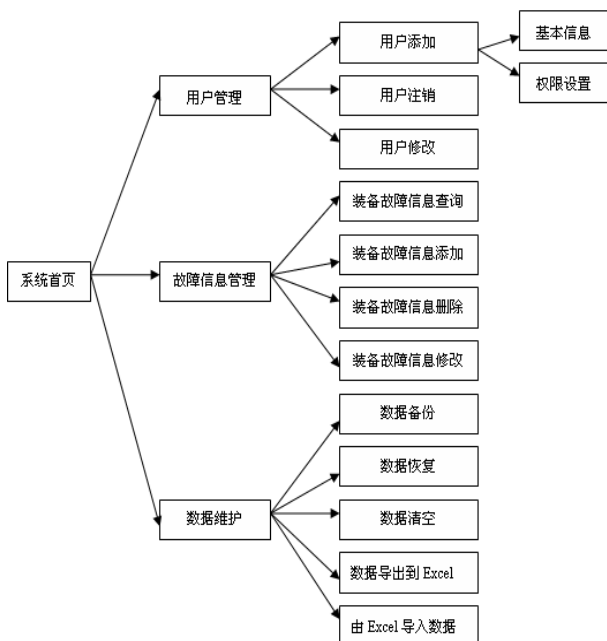 系统首页
用户管理
用户添加
基本信息
权限设置
用户注销
用户修改
故障信息管理
装备故障信息查询
装备故障信息添加
装备故障信息删除
装备故障信息修改
数据维护
数据备份
数据恢复
数据清空
数据导出到 Excel
由 Excel 导入数据